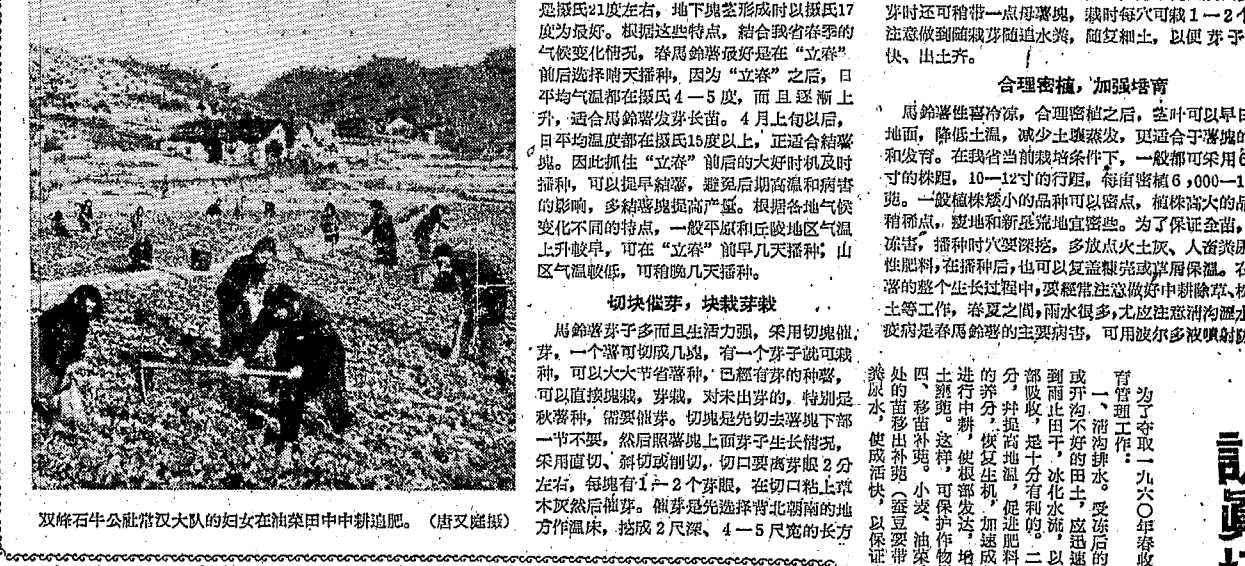 是摄氏21度左右，地下块茎形成时以摄氏17
度为最好。根据这些特点，結合我省春季的
气候变化情况，春馬鈴薯最好是在“立春”
前后选择晴天播种，因为“立春”之后，日
平均气温都在摄氏4—5度，而且逐渐上
升，适合馬鈴薯发芽长苗。4月上旬以后，
日平均温度都在摄氏15度以上，正适合結薯
块。因此抓住“立春”前后的大好时机及时
播种，可以提早結薯，避免后期高温和病害
的影响，多結薯块提高产量。根据各地气候
变化不同的特点，一般平原和丘陵地区气温
上升較早，可在“立春”前早几天播种；山
区气温較低，可稍晚几天播种。
切块催芽，块栽芽栽
馬鈴薯芽子多而且生活力强，采用切块催
芽，一个薯可切成几块，有一个芽子就可栽
种，可以大大节省薯种，已經有芽的种薯，
可以直接块栽，芽栽，对未出芽的，特别是
秋薯种，需要催芽。切块是先切去薯块下部
一节不要，然后照薯块上面芽子生长情况，
采用直切、斜切或削切，切口要离芽眼2分
左右，每块有1—2个芽眼，在切口粘上草
木灰然后催芽。催芽是先选择背北朝南的地
方作温床，挖成2尺深、4—5尺宽的长方
双峰石牛公社常汉大队的妇女在油菜田中中耕追肥。（唐又庭摄）
芽时还可稍带一点母薯块，栽时每穴可栽1—2个
注意做到随栽芽随追水粪，随复細土，以便芽子
快、出土齐。
合理密植，加强培育
馬鈴薯性喜冷凉，合理密植之后，茎叶可以早日
地面，降低土温，减少土壤蒸发，更适合于薯块的
和发育。在我省当前栽培条件下，一般都可采用6
寸的株距，10—12寸的行距，每亩密植6,000—1
蔸。一般植株矮小的品种可以密点，植株高大的品
稍稀点，瘦地和新垦荒地宜密些。为了保证全苗，
冻害，播种时穴要深挖，多放点火土灰、人畜粪尿
性肥料，在播种后，也可以复盖糠壳或草屑保温。在
薯的整个生长过程中，要經常注意做好中耕除草、
土等工作，春夏之間，雨水很多，尤应注意清沟瀝水
疫病是春馬鈴薯的主要病害，可用波尔多液噴射防
为了夺取一九六〇年春收
育管理工作：
一、清沟排水。受冻后的
或开沟不好的田土，应迅速
到雨止田干，冰化水流，以
部吸收，是十分有利的。二
分，并提高地温，促进肥料
的养分，恢复生机，加速成
进行中耕，使根部发达，增
土壅蔸。这样，可保护作物
四、移苗补蔸。小麦、油菜
处的苗移出补蔸（蚕豆要带
粪尿水，使成活快，以保证